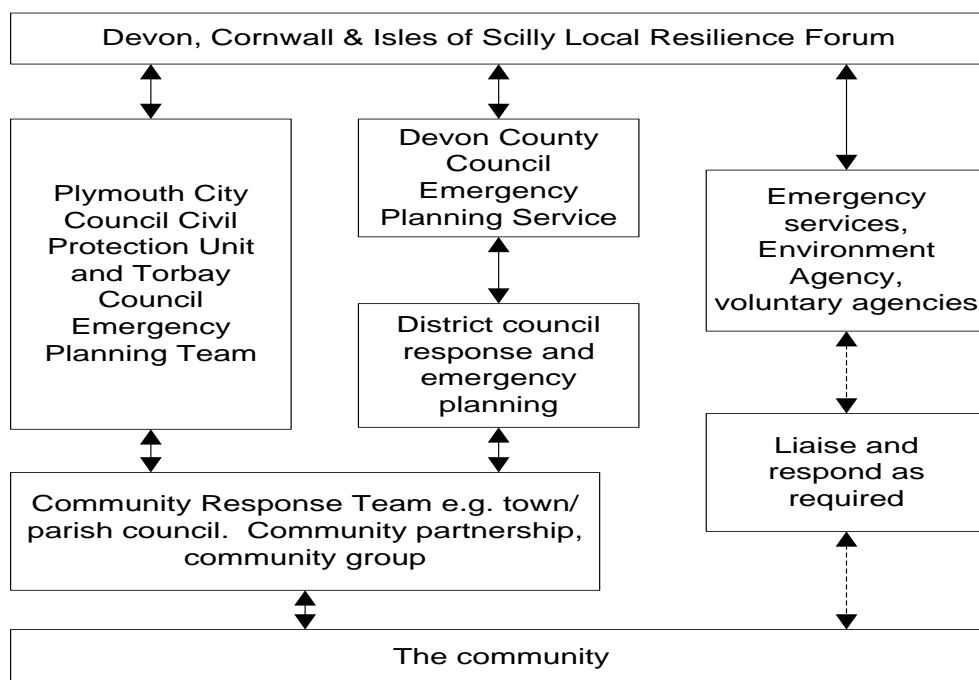 Devon, Cornwall & Isles of Scilly Local Resilience Forum
Plymouth City
Council Civil
Protection Unit
and Torbay
Council
Emergency
Planning Team
Devon County
Council
Emergency
Planning Service
Emergency
services,
Environment
Agency,
voluntary agencies
District council
response and
emergency
planning
Liaise and
respond as
required
Community Response Team e.g. town/
parish council.  Community partnership,
community group
The community